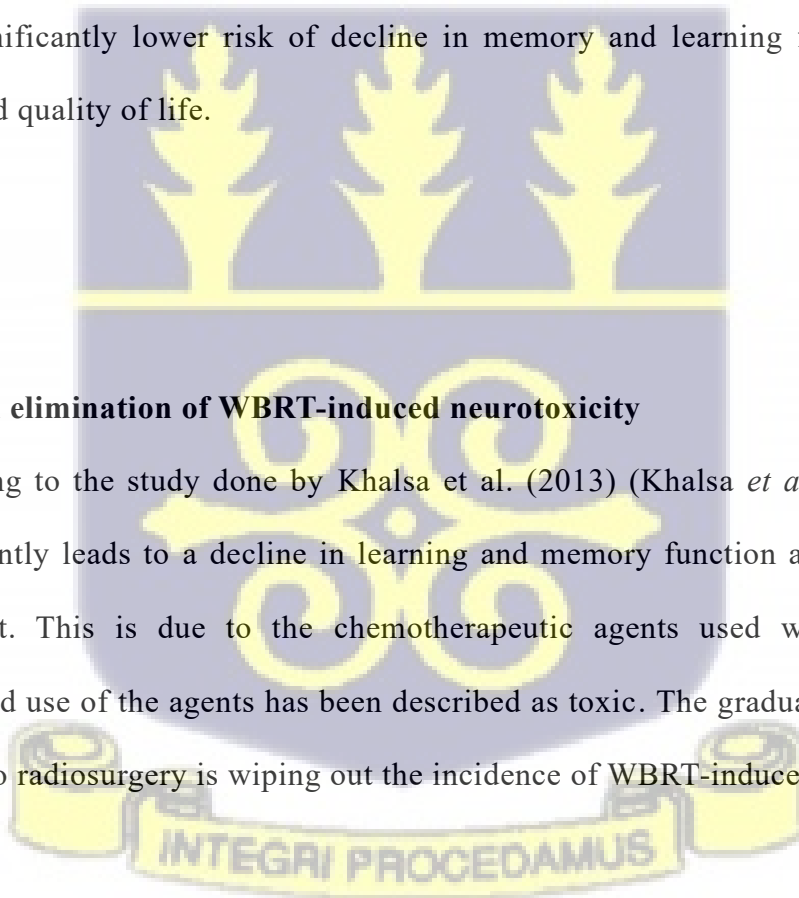 nificantly lower risk of decline in memory and learning
d quality of life.
elimination of WBRT-induced neurotoxicity
ng to the study done by Khalsa et al. (2013) (Khalsa et a
ntly leads to a decline in learning and memory function a
t. This is due to the chemotherapeutic agents used w
d use of the agents has been described as toxic. The gradua
o radiosurgery is wiping out the incidence of WBRT-induce
INTEGRI PROCEDAMUS